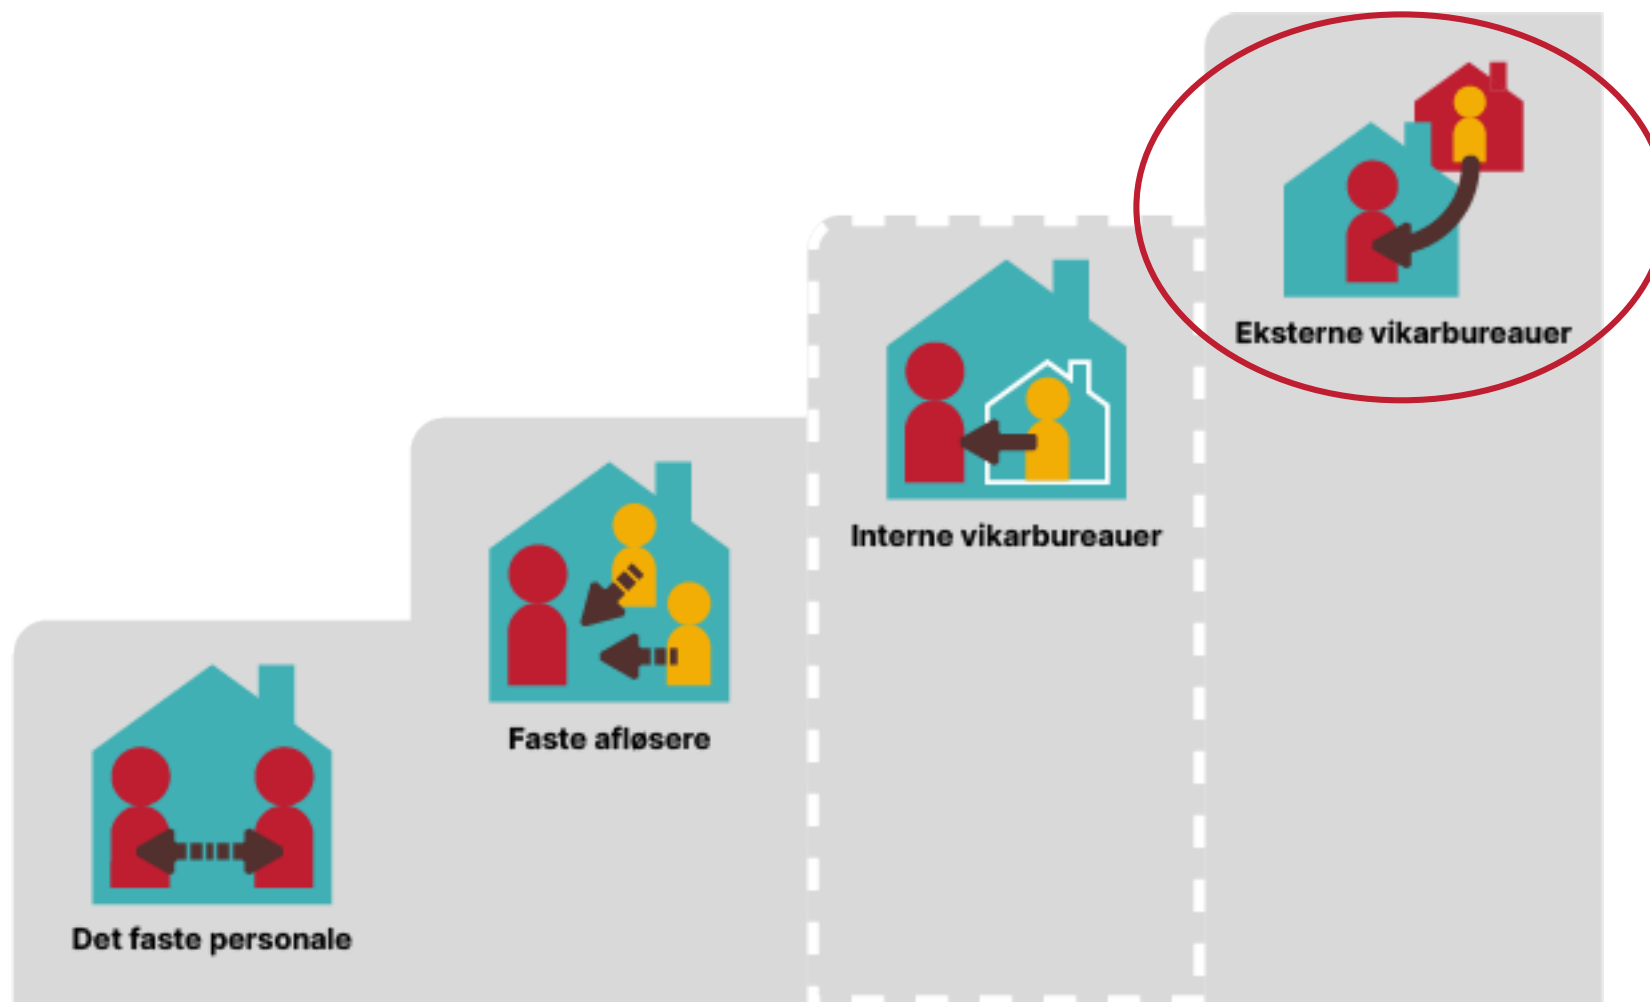 Eksterne vikarbureauer
Interne vikarbureauer
Faste afløsere
Det faste personale